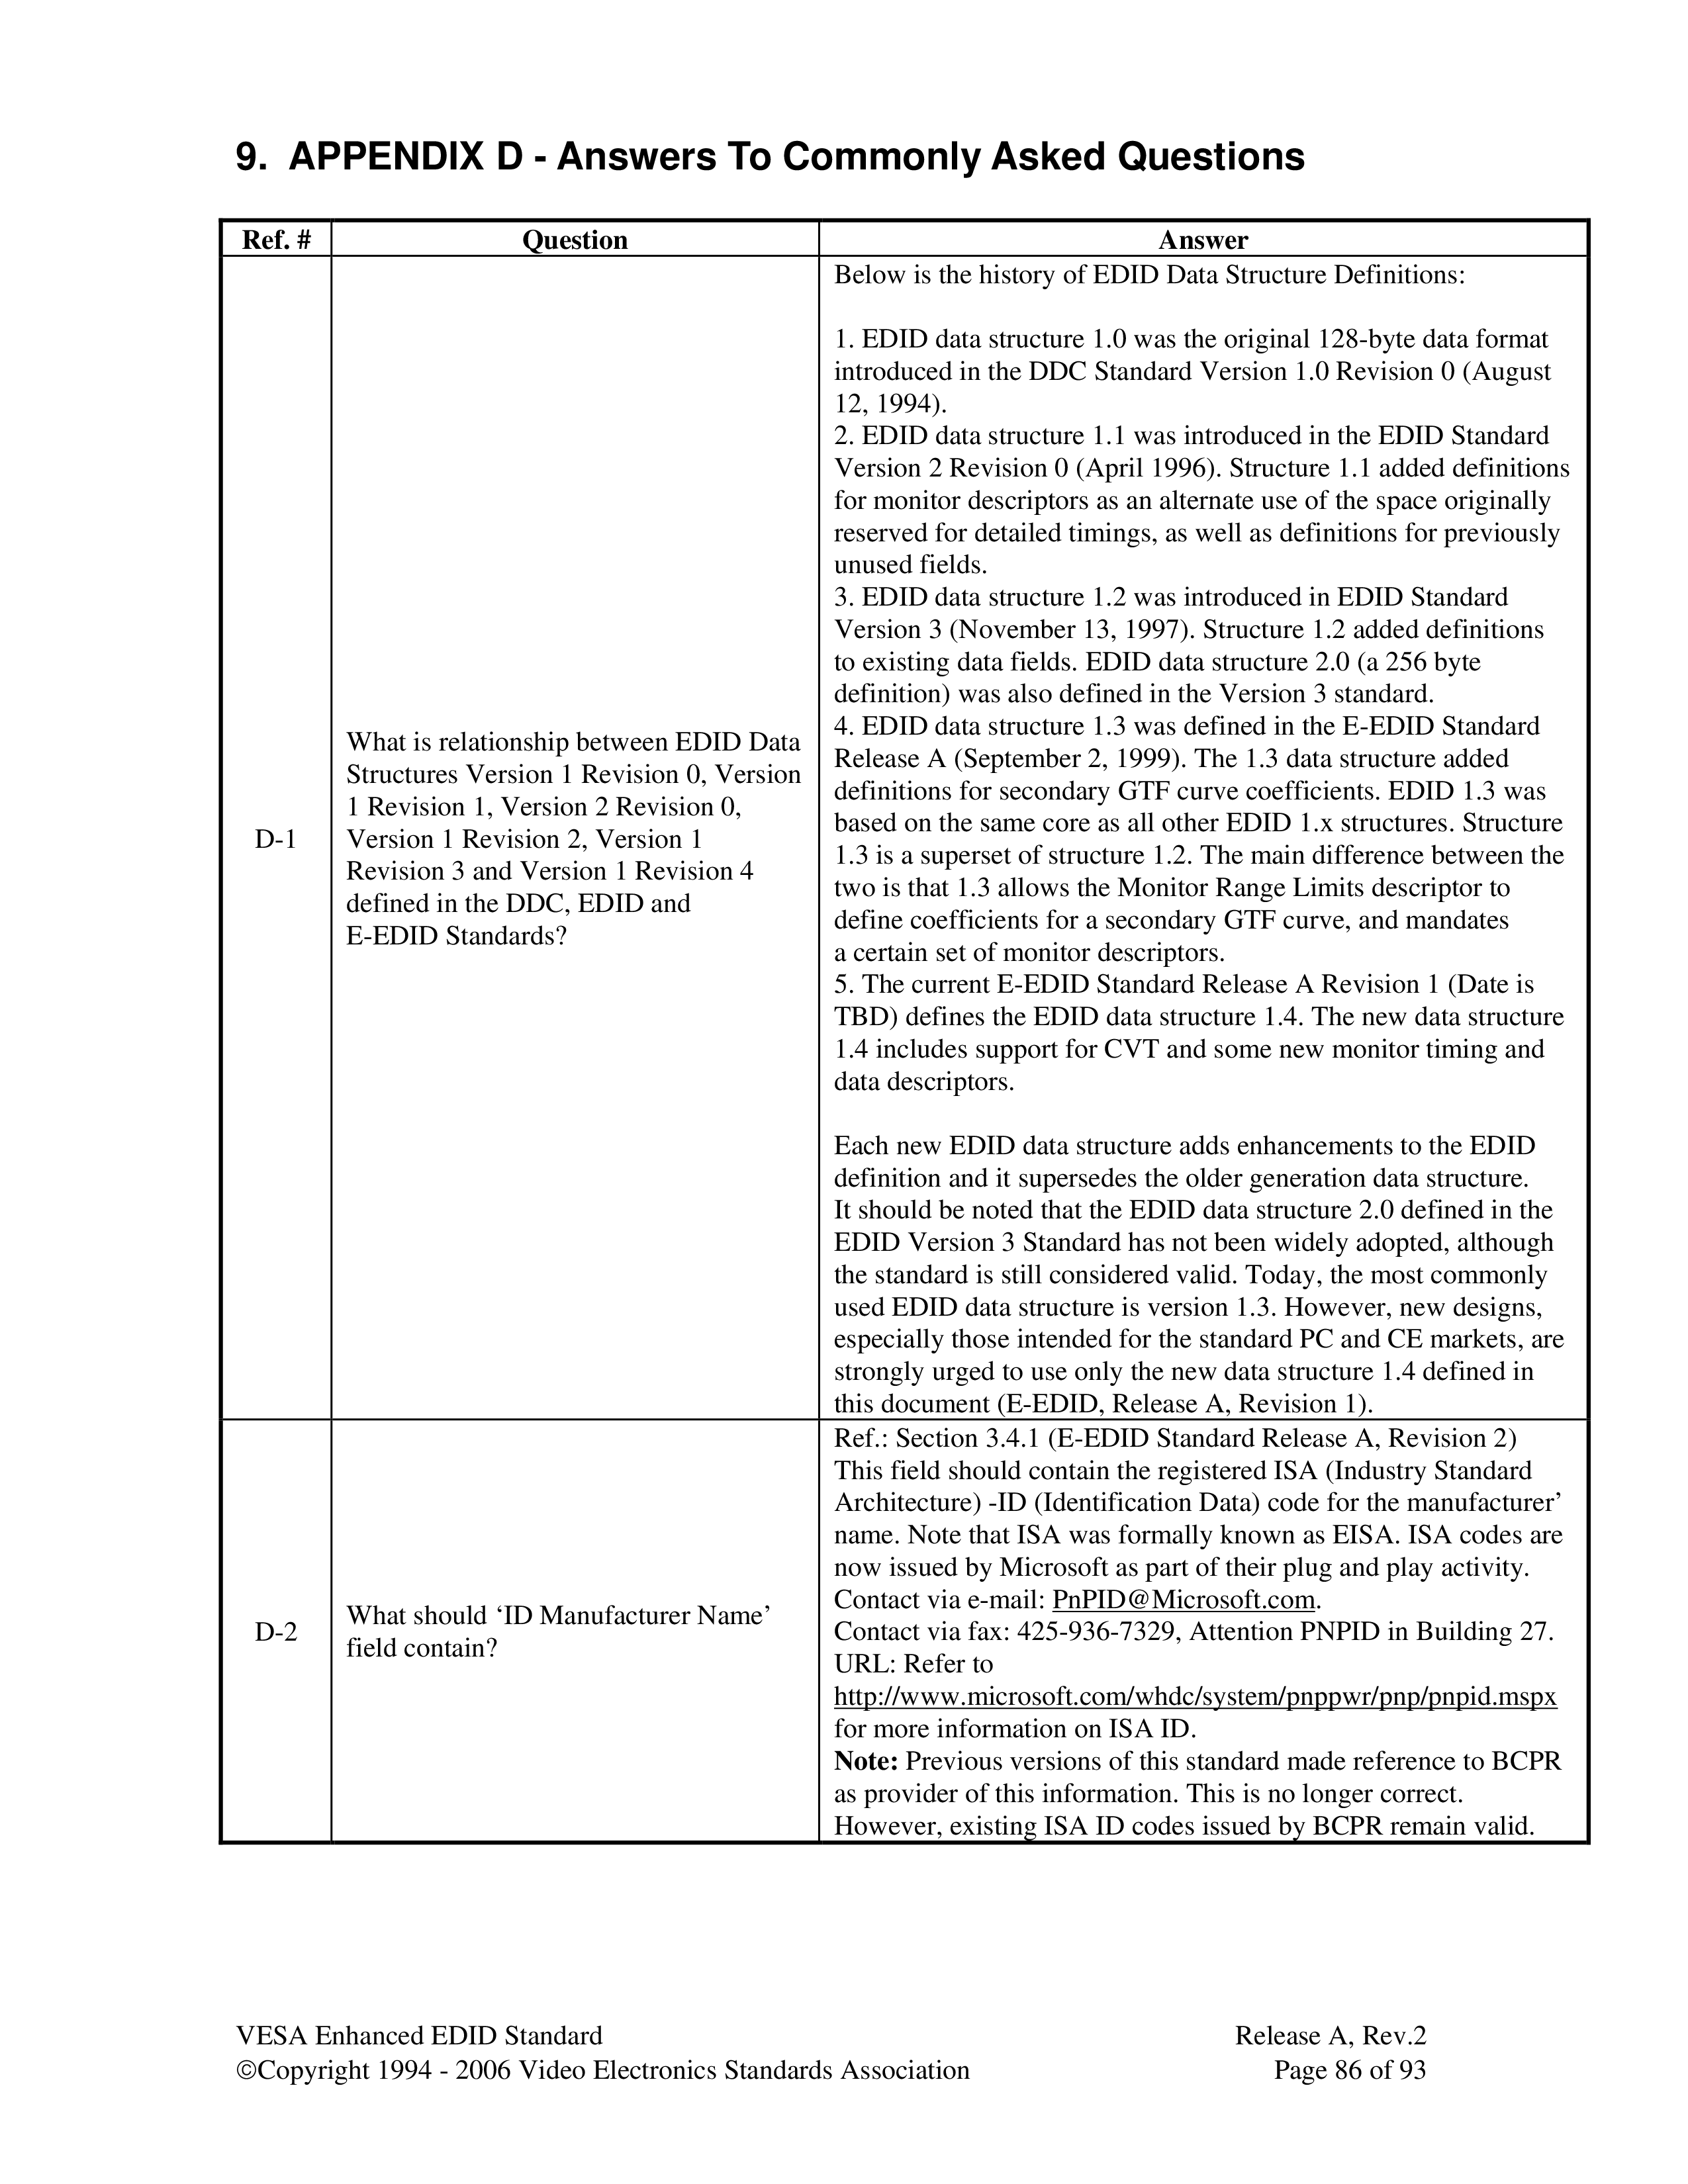 9. APPENDIX D - Answers To Commonly Asked Questions
Ref. # Question Answer
D-1
What is relationship between EDID Data
Structures Version 1 Revision 0, Version
1 Revision 1, Version 2 Revision 0,
Version 1 Revision 2, Version 1
Revision 3 and Version 1 Revision 4
defined in the DDC, EDID and
E-EDID Standards?
Below is the history of EDID Data Structure Definitions:
1. EDID data structure 1.0 was the original 128-byte data format
introduced in the DDC Standard Version 1.0 Revision 0 (August
12, 1994).
2. EDID data structure 1.1 was introduced in the EDID Standard
Version 2 Revision 0 (April 1996). Structure 1.1 added definitions
for monitor descriptors as an alternate use of the space originally
reserved for detailed timings, as well as definitions for previously
unused fields.
3. EDID data structure 1.2 was introduced in EDID Standard
Version 3 (November 13, 1997). Structure 1.2 added definitions
to existing data fields. EDID data structure 2.0 (a 256 byte
definition) was also defined in the Version 3 standard.
4. EDID data structure 1.3 was defined in the E-EDID Standard
Release A (September 2, 1999). The 1.3 data structure added
definitions for secondary GTF curve coefficients. EDID 1.3 was
based on the same core as all other EDID 1.x structures. Structure
1.3 is a superset of structure 1.2. The main difference between the
two is that 1.3 allows the Monitor Range Limits descriptor to
define coefficients for a secondary GTF curve, and mandates
a certain set of monitor descriptors.
5. The current E-EDID Standard Release A Revision 1 (Date is
TBD) defines the EDID data structure 1.4. The new data structure
1.4 includes support for CVT and some new monitor timing and
data descriptors.
Each new EDID data structure adds enhancements to the EDID
definition and it supersedes the older generation data structure.
It should be noted that the EDID data structure 2.0 defined in the
EDID Version 3 Standard has not been widely adopted, although
the standard is still considered valid. Today, the most commonly
used EDID data structure is version 1.3. However, new designs,
especially those intended for the standard PC and CE markets, are
strongly urged to use only the new data structure 1.4 defined in
this document (E-EDID, Release A, Revision 1).
D-2
What should ‘ID Manufacturer Name’
field contain?
Ref.: Section 3.4.1 (E-EDID Standard Release A, Revision 2)
This field should contain the registered ISA (Industry Standard
Architecture) -ID (Identification Data) code for the manufacturer’
name. Note that ISA was formally known as EISA. ISA codes are
now issued by Microsoft as part of their plug and play activity.
Contact via e-mail: PnPID@Microsoft.com.
Contact via fax: 425-936-7329, Attention PNPID in Building 27.
URL: Refer to
http://www.microsoft.com/whdc/system/pnppwr/pnp/pnpid.mspx
for more information on ISA ID.
Note: Previous versions of this standard made reference to BCPR
as provider of this information. This is no longer correct.
However, existing ISA ID codes issued by BCPR remain valid.
VESA Enhanced EDID Standard Release A, Rev.2
©Copyright 1994 - 2006 Video Electronics Standards Association Page 86 of 93